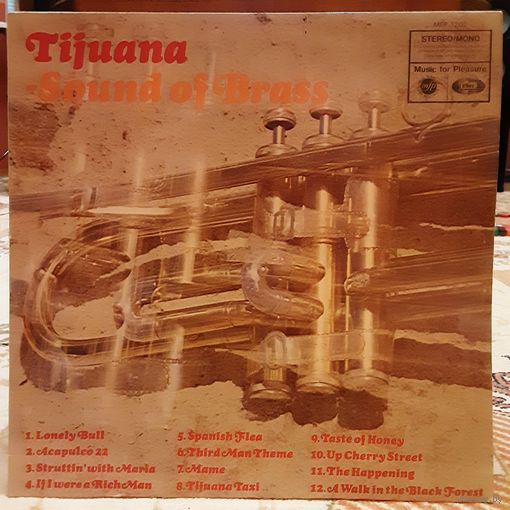 Tijuana
Sound of Brass
STEREO/MONO
Music for Pleasure
mfp
1. Lonely Bull
2. Acapulco 22
3. Struttin' with Maria
4. If I were a Rich Man
5. Spanish Flea
6. Third Man Theme
7. Mame
8. Tijuana Taxi
9. Taste of Honey
10. Up Cherry Street
11. The Happening
12. A Walk in the Black Forest